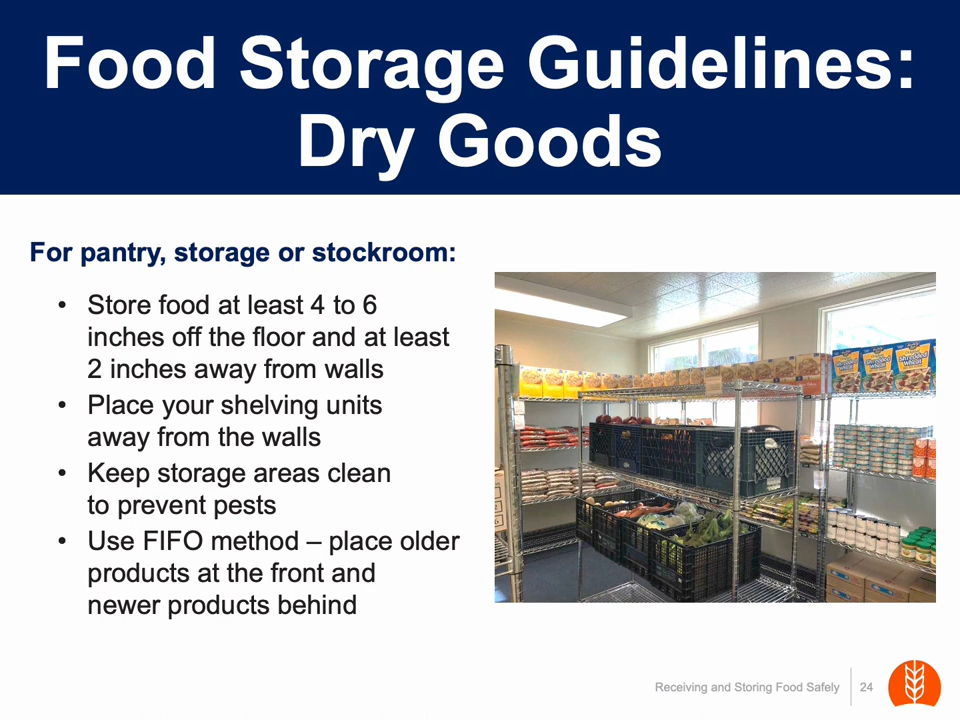 Food Storage Guidelines:
Dry Goods
For pantry, storage or stockroom:
• Store food at least 4 to 6
inches off the floor and at least
2 inches away from walls
• Place your shelving units
away from the walls
• Keep storage areas clean
to prevent pests
• Use FIFO method – place older
products at the front and
newer products behind
Receiving and Storing Food Safely
24